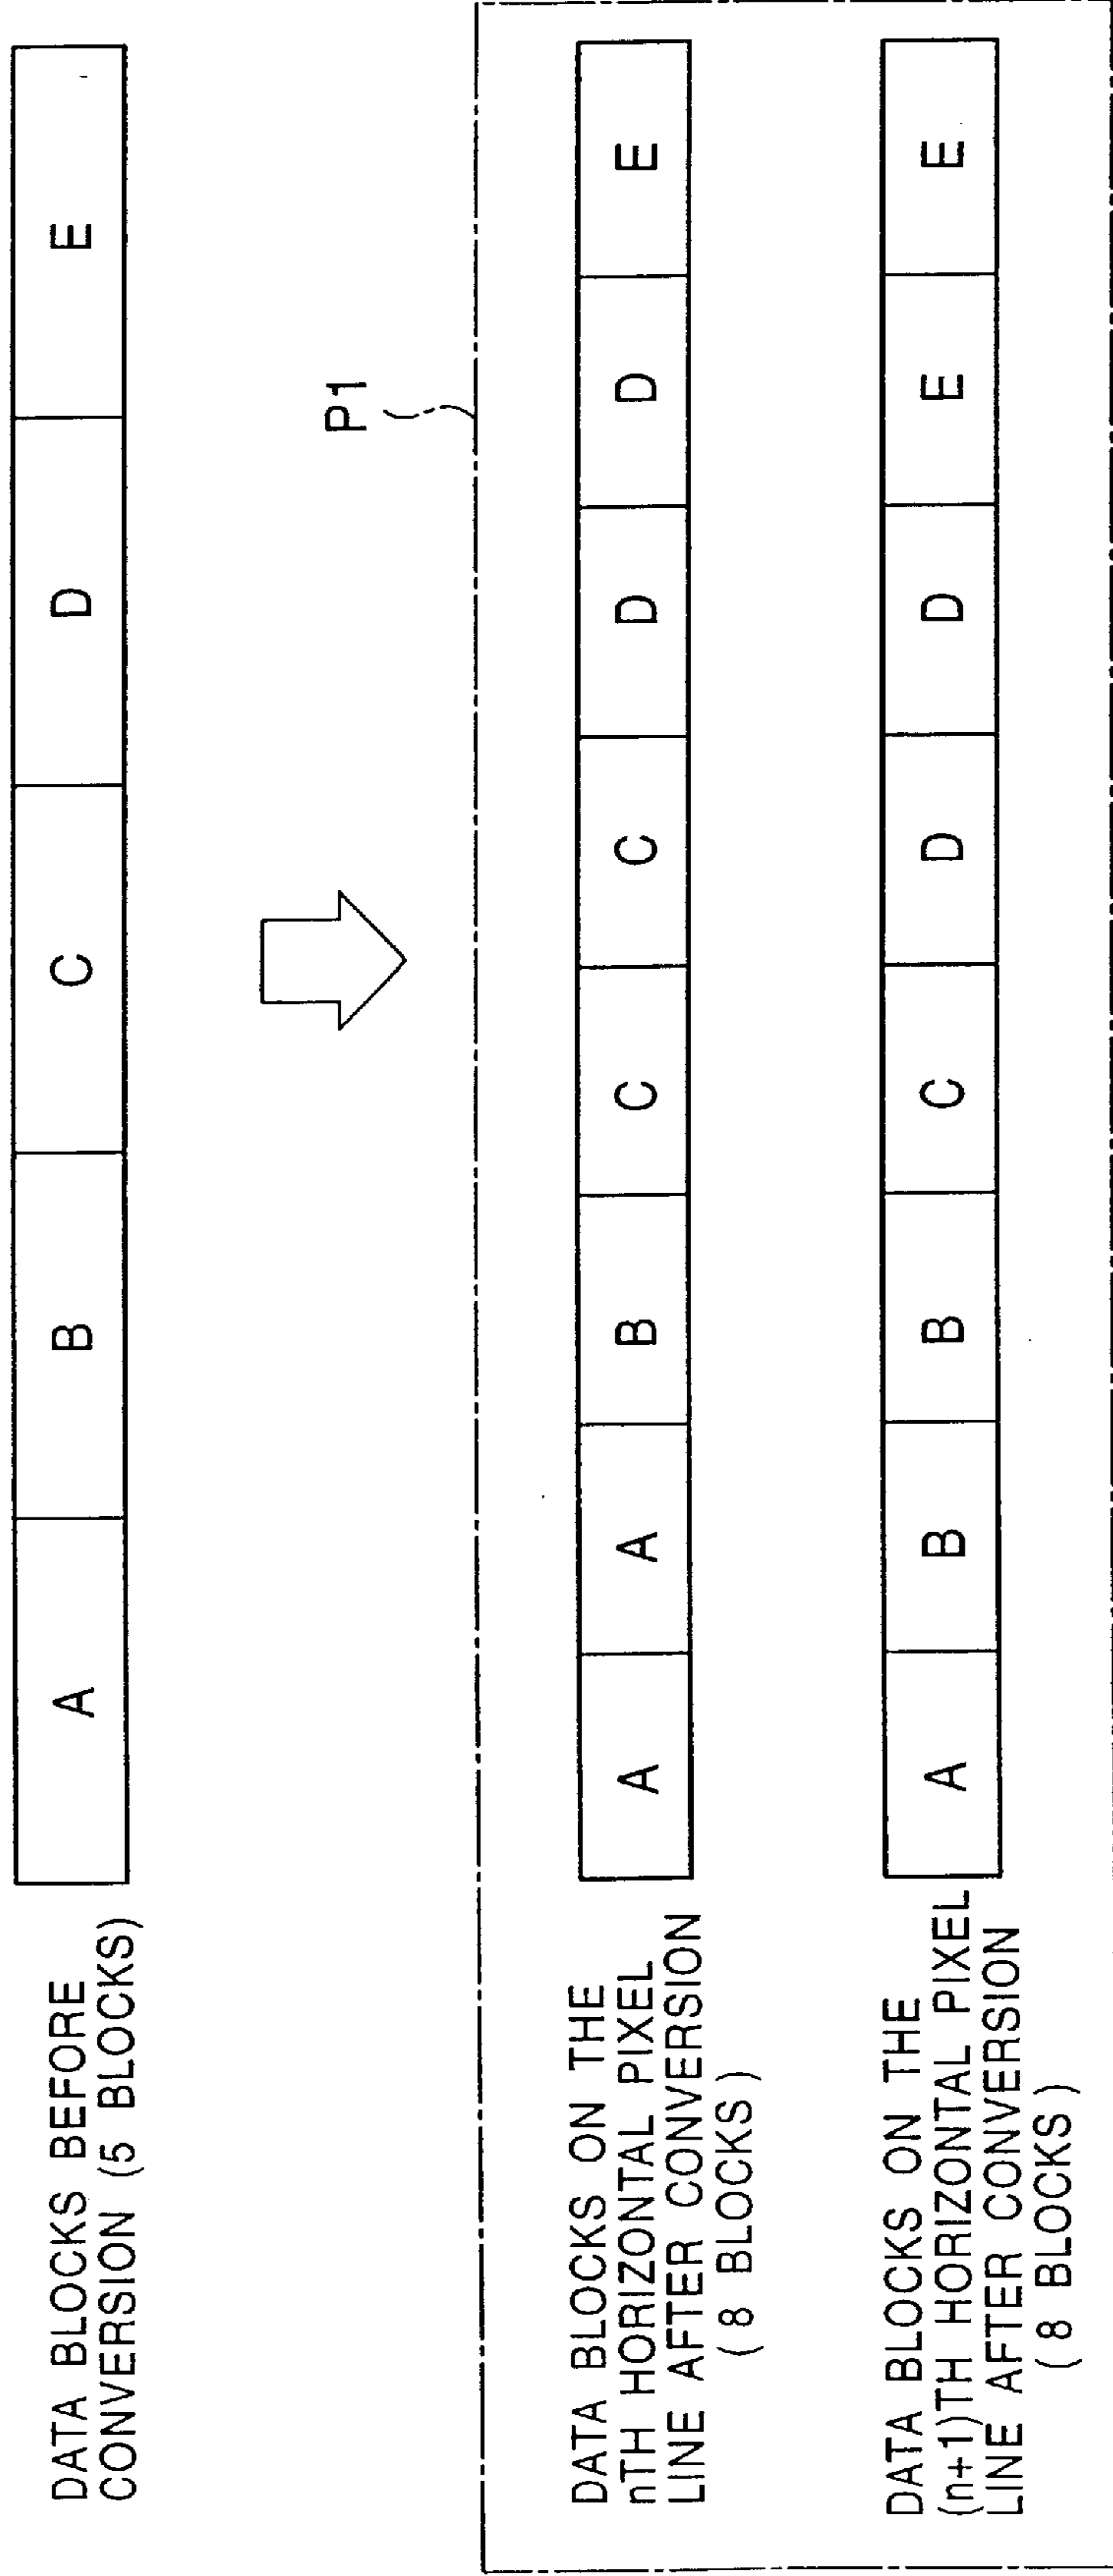 DATA BLOCKS BEFORE
CONVERSION (5 BLOCKS)
A B C D E
P1
DATA BLOCKS ON THE
nTH HORIZONTAL PIXEL
LINE AFTER CONVERSION
( 8 BLOCKS )
A A B C C D D E
DATA BLOCKS ON THE
(n+1)TH HORIZONTAL PIXEL
LINE AFTER CONVERSION
( 8 BLOCKS )
A B B C D D E E